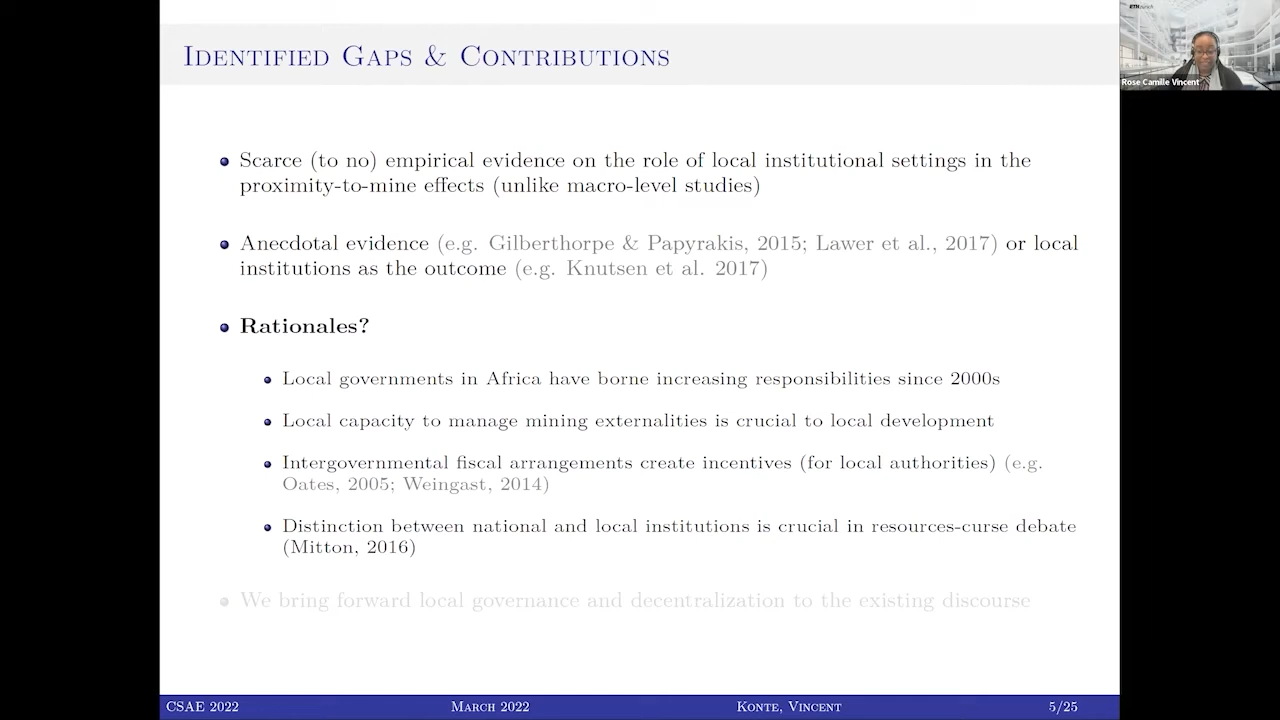 IDENTIFIED GAPS & CONTRIBUTIONS
Scarce (to no) empirical evidence on the role of local institutional settings in the
proximity-to-mine effects (unlike macro-level studies)
Anecdotal evidence (e.g. Gilberthorpe & Papyrakis, 2015; Lawer et al., 2017) or local
institutions as the outcome (e.g. Knutsen et al. 2017)
Rationales?
Local governments in Africa have borne increasing responsibilities since 2000s
Local capacity to manage mining externalities is crucial to local development
Intergovernmental fiscal arrangements create incentives (for local authorities) (e.g.
Oates, 2005; Weingast, 2014)
Distinction between national and local institutions is crucial in resources-curse debate
(Mitton, 2016)
We bring forward local governance and decentralization to the existing discourse
CSAE 2022 MARCH 2022 KONTE, VINCENT 5/25
ETH zürich
Rose Camille Vincent